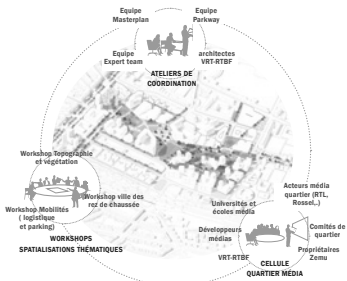 Equipe
Masterplan
Equipe
Parkway
Equipe
Expert team
architectes
VRT-RTBF
ATELIERS DE
COORDINATION
Workshop Topographie
et végétation
Workshop ville des
rez de chaussée
Workshop Mobilités
( logistique
et parking)
WORKSHOPS
SPATIALISATIONS THÉMATIQUES
Acteurs média
quartier (RTL,
Rossel,..)
Universités et
écoles média
Développeurs
médias
Comités de
quartier
VRT-RTBF
Propriétaires
Zemu
CELLULE
QUARTIER MÉDIA